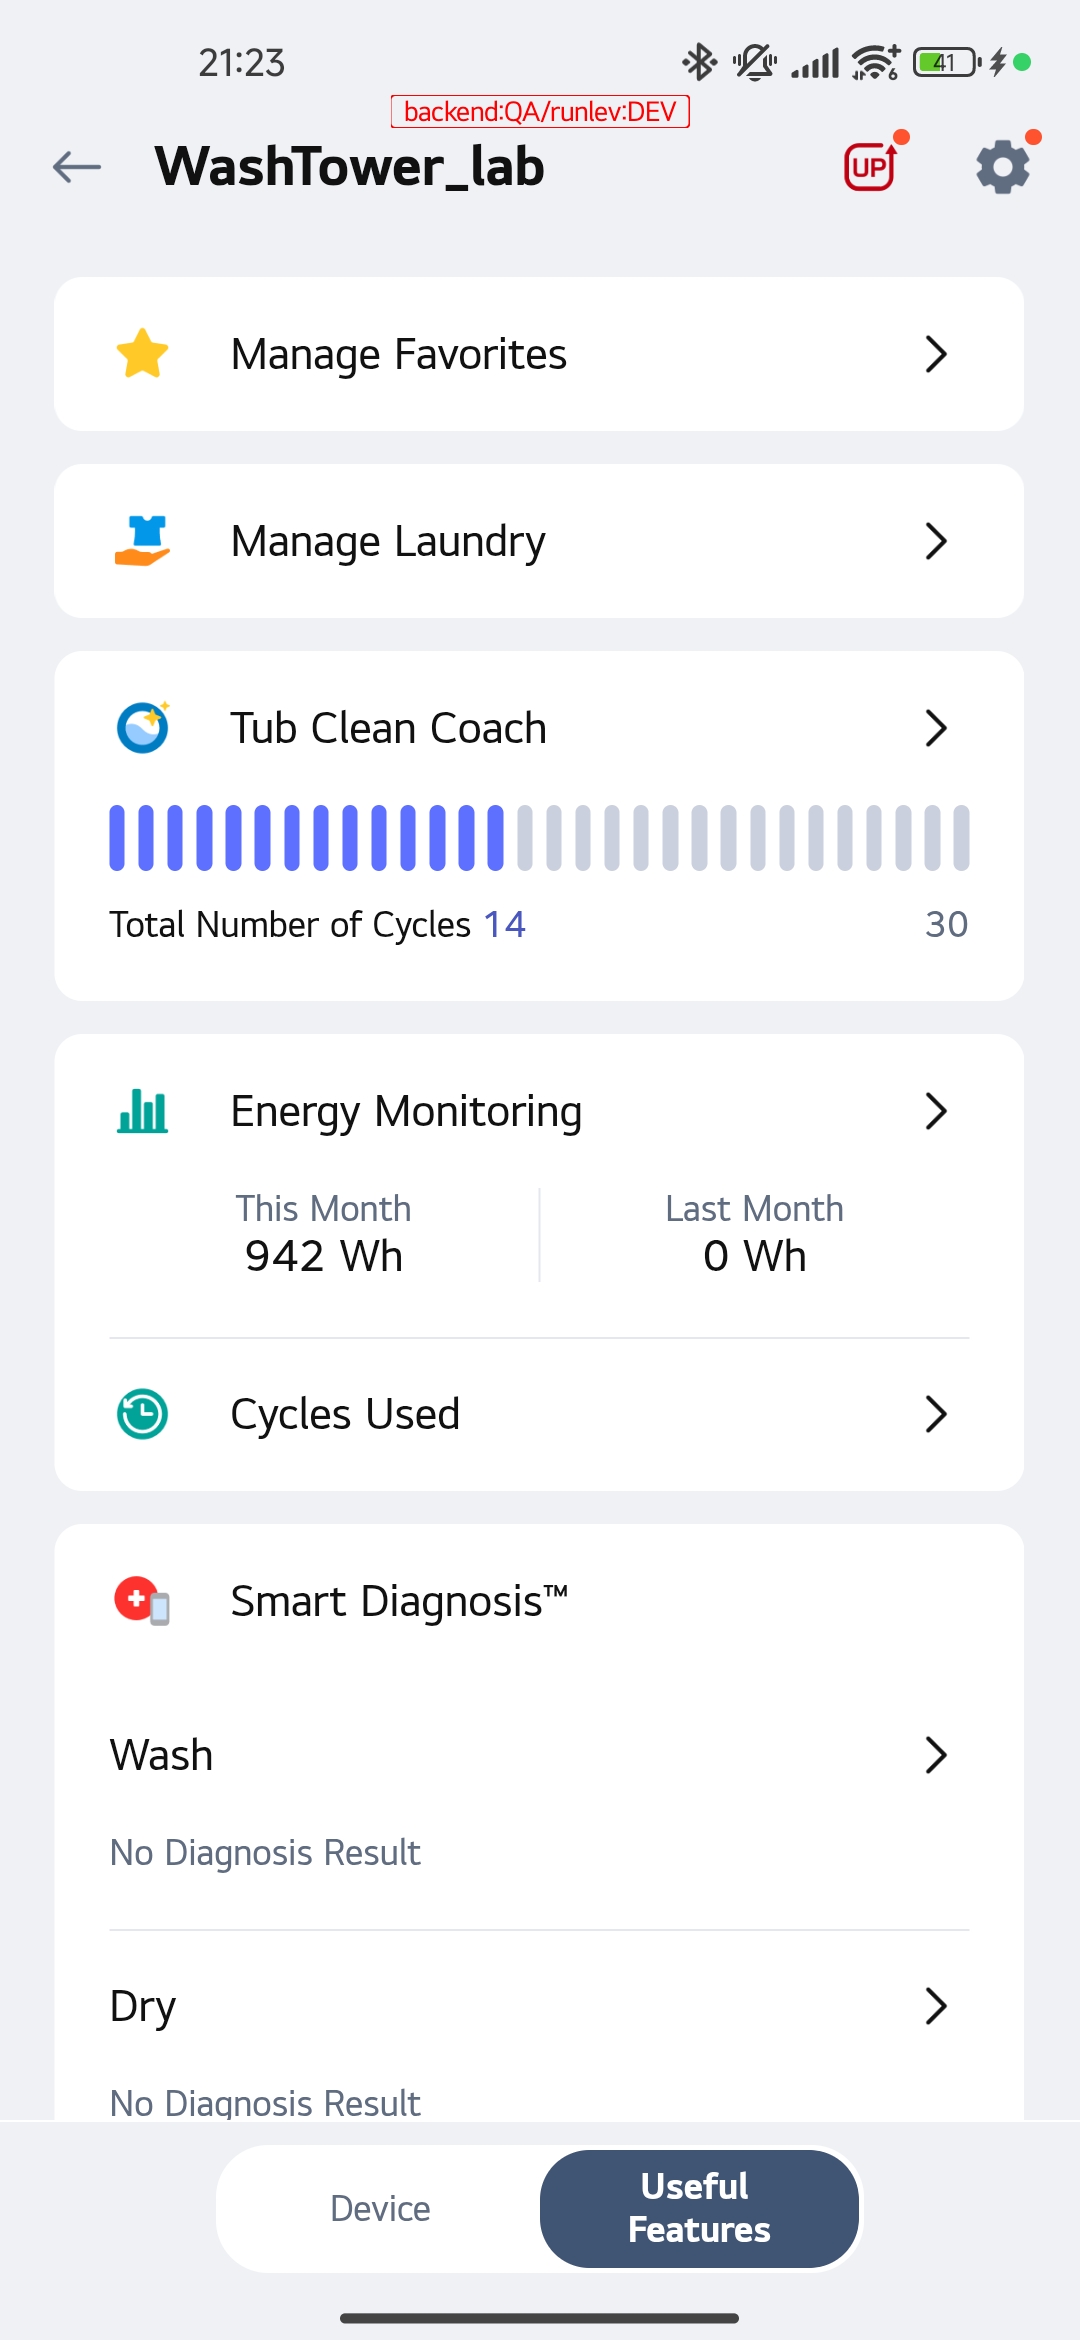 21:23
41
6
backend:QA/runlev:DEV
WashTower_lab
UP
Manage Favorites
Manage Laundry
Tub Clean Coach
Total Number of Cycles 14
30
Energy Monitoring
This Month
942 Wh
Last Month
0 Wh
Cycles Used
Smart Diagnosis™
Wash
No Diagnosis Result
Dry
No Diagnosis Result
Device
Useful
Features